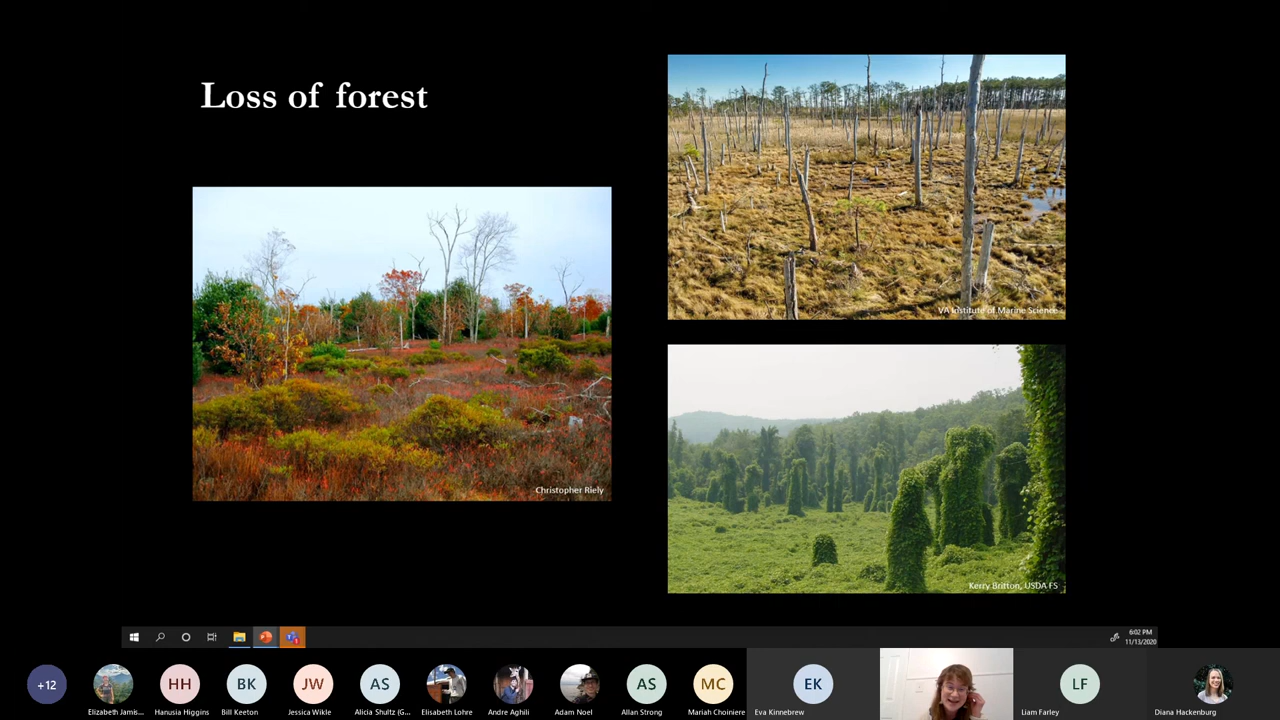 Loss of forest
VA Institute of Marine Science
Christopher Riely
Kerry Britton, USDA FS
6:02 PM
11/13/2020
+12
HH
BK
JW
AS
AS
MC
EK
LF
Elizabeth Jamis...
Hanusia Higgins
Bill Keeton
Jessica Wikle
Alicia Shultz (G...
Elisabeth Lohre
Andre Aghili
Adam Noel
Allan Strong
Mariah Choiniere
Eva Kinnebrew
Liam Farley
Diana Hackenburg